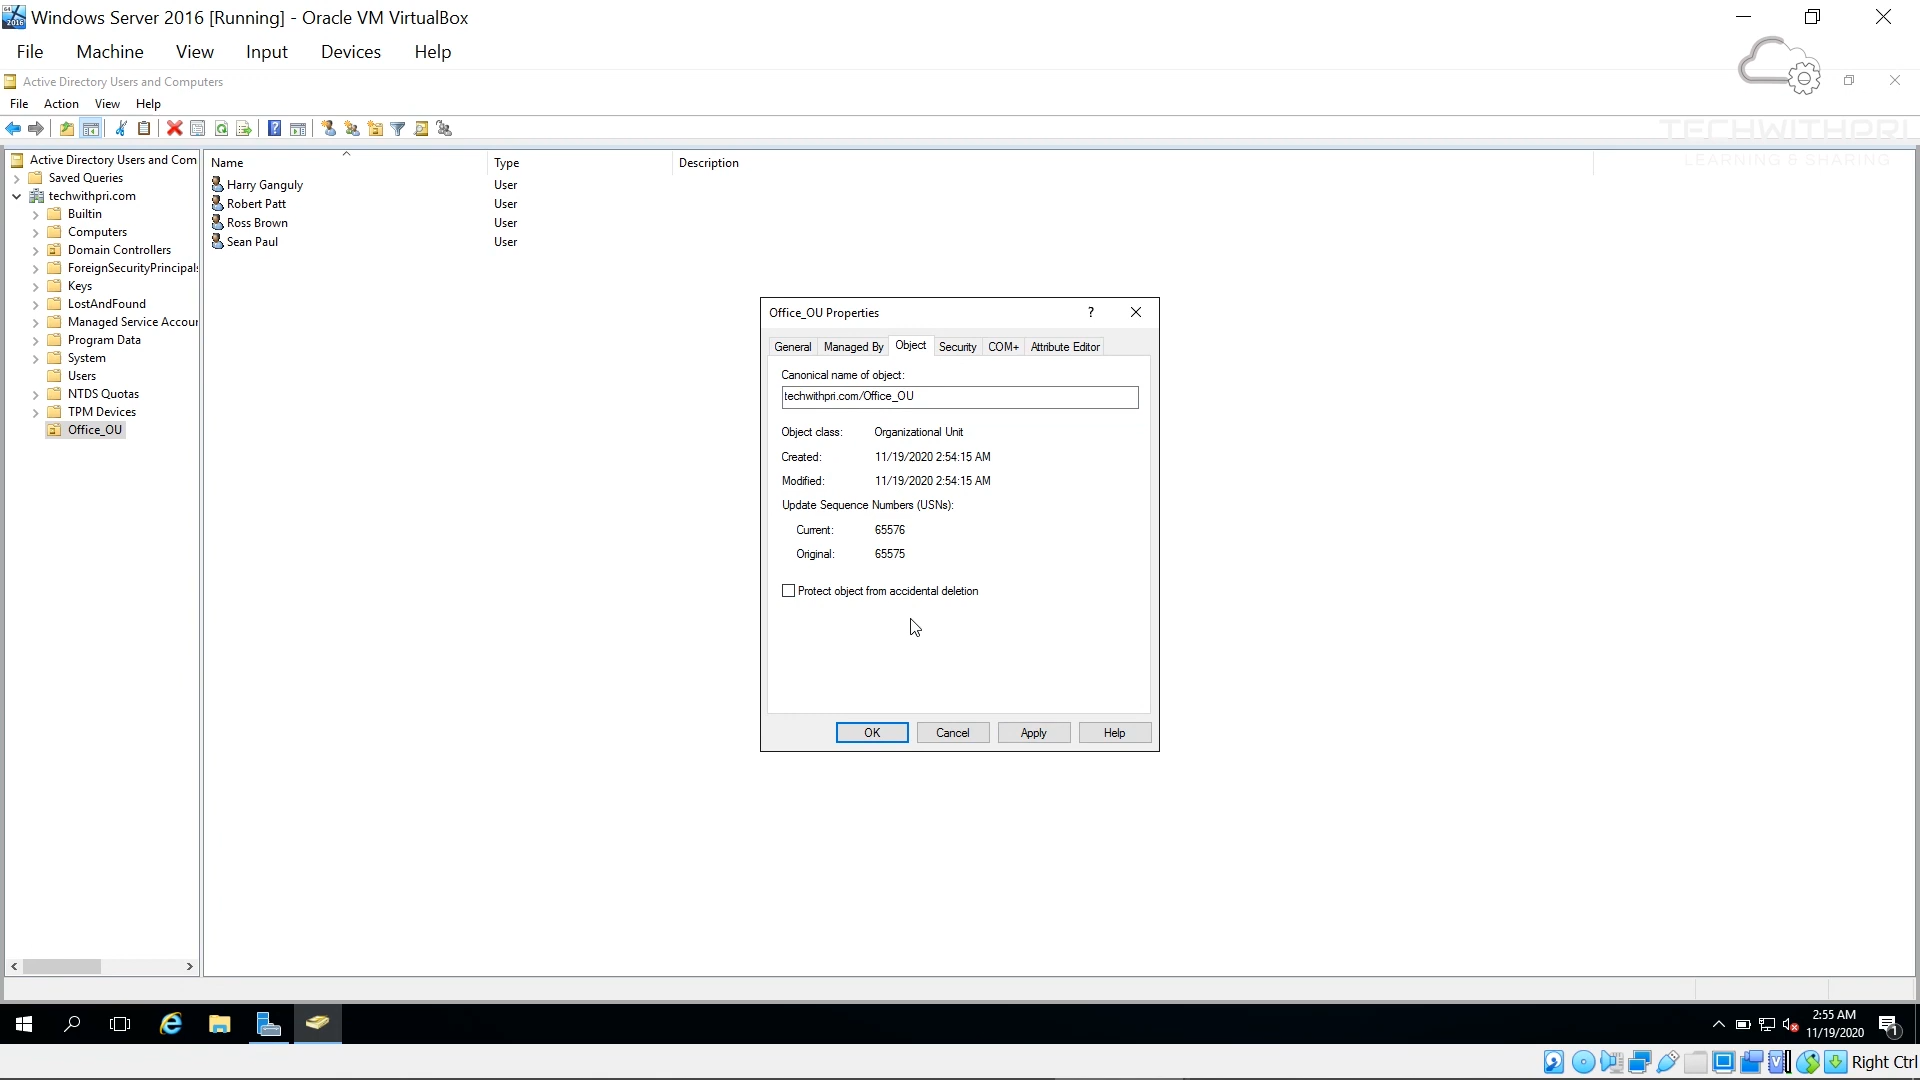 Windows Server 2016 [Running] - Oracle VM VirtualBox
File Machine View Input Devices Help
Active Directory Users and Computers
File Action View Help
TECHWITHPRI
LEARNING & SHARING
Active Directory Users and Com
Saved Queries
techwithpri.com
Builtin
Computers
Domain Controllers
ForeignSecurityPrincipals
Keys
LostAndFound
Managed Service Accoun
Program Data
System
Users
NTDS Quotas
TPM Devices
Office_OU
Name Type Description
Harry Ganguly User
Robert Patt User
Ross Brown User
Sean Paul User
Office_OU Properties
General Managed By Object Security COM+ Attribute Editor
Canonical name of object:
techwithpri.com/Office_OU
Object class: Organizational Unit
Created: 11/19/2020 2:54:15 AM
Modified: 11/19/2020 2:54:15 AM
Update Sequence Numbers (USNs):
Current: 65576
Original: 65575
Protect object from accidental deletion
OK Cancel Apply Help
2:55 AM
11/19/2020
1
Right Ctrl